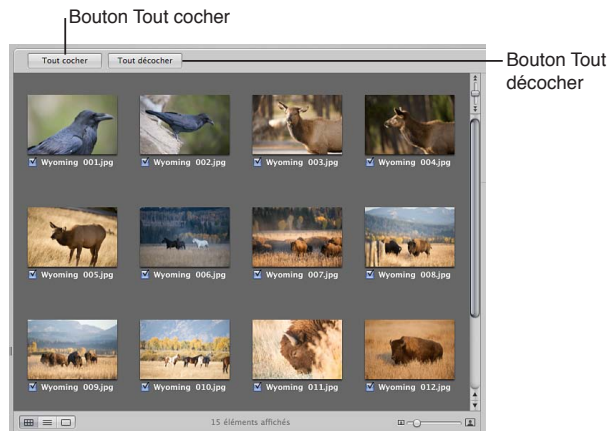 Bouton Tout cocher
Tout cocher Tout décocher
Bouton Tout
décocher
Wyoming 001.jpg Wyoming 002.jpg Wyoming 003.jpg Wyoming 004.jpg
Wyoming 005.jpg Wyoming 006.jpg Wyoming 007.jpg Wyoming 008.jpg
Wyoming 009.jpg Wyoming 010.jpg Wyoming 011.jpg Wyoming 012.jpg
15 éléments affichés